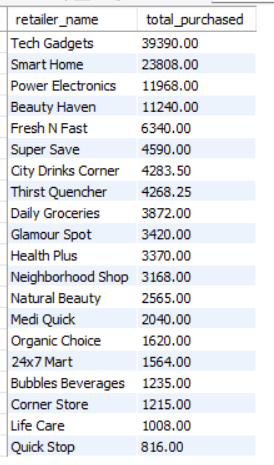 retailer_name total_purchased
Tech Gadgets 39390.00
Smart Home 23808.00
Power Electronics 11968.00
Beauty Haven 11240.00
Fresh N Fast 6340.00
Super Save 4590.00
City Drinks Corner 4283.50
Thirst Quencher 4268.25
Daily Groceries 3872.00
Glamour Spot 3420.00
Health Plus 3370.00
Neighborhood Shop 3168.00
Natural Beauty 2565.00
Medi Quick 2040.00
Organic Choice 1620.00
24x7 Mart 1564.00
Bubbles Beverages 1235.00
Corner Store 1215.00
Life Care 1008.00
Quick Stop 816.00